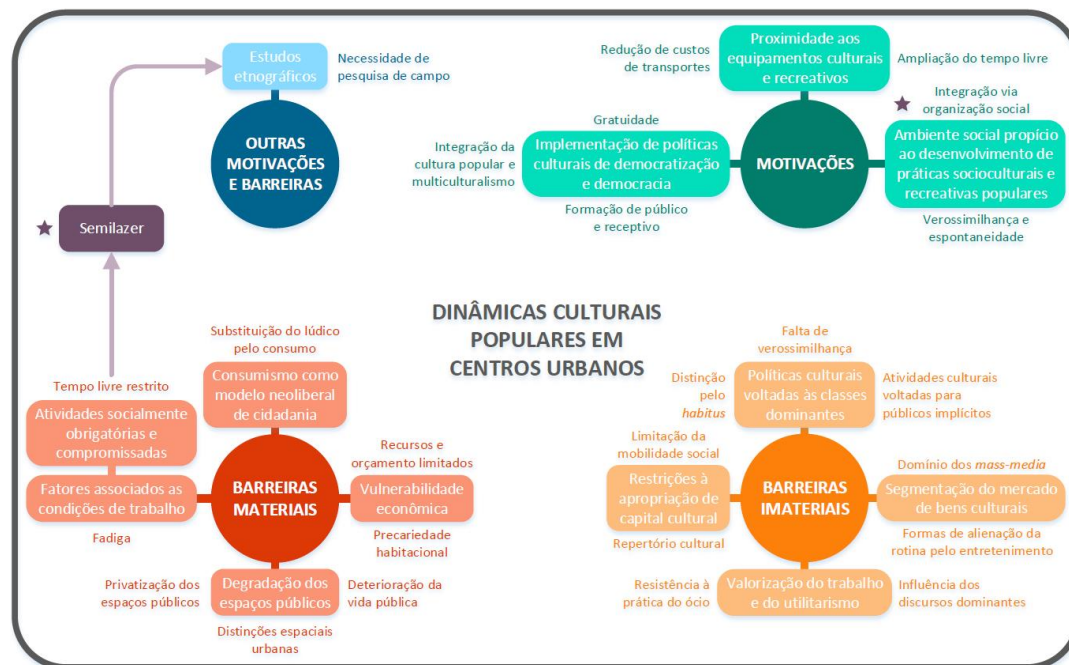 Estudos
etnográficos
Necessidade de
pesquisa de campo
OUTRAS
MOTIVAÇÕES
E BARREIRAS
Semilazer
Redução de custos
de transportes
Proximidade aos
equipamentos culturais
e recreativos
Ampliação do tempo livre
Gratuidade
Integração da
cultura popular e
multiculturalismo
Implementação de políticas
culturais de democratização
e democracia
Formação de público
e receptivo
MOTIVAÇÕES
Integração via
organização social
Ambiente social propício
ao desenvolvimento de
práticas socioculturais e
recreativas populares
Verossimilhança e
espontaneidade
DINÂMICAS CULTURAIS
POPULARES EM
CENTROS URBANOS
Substituição do lúdico
pelo consumo
Consumismo como
modelo neoliberal
de cidadania
Tempo livre restrito
Atividades socialmente
obrigatórias e
compromissadas
Fatores associados as
condições de trabalho
Fadiga
BARREIRAS
MATERIAIS
Recursos e
orçamento limitados
Vulnerabilidade
econômica
Precariedade
habitacional
Privatização dos
espaços públicos
Degradação dos
espaços públicos
Deterioração da
vida pública
Distinções espaciais
urbanas
Falta de
verossimilhança
Distinção
pelo
habitus
Políticas culturais
voltadas às classes
dominantes
Atividades culturais
voltadas para
públicos implícitos
Limitação da
mobilidade social
Restrições à
apropriação de
capital cultural
Repertório cultural
BARREIRAS
IMATERIAIS
Domínio dos mass-media
Segmentação do mercado
de bens culturais
Formas de alienação da
rotina pelo entretenimento
Resistência à
prática do ócio
Valorização do trabalho
e do utilitarismo
Influência dos
discursos dominantes